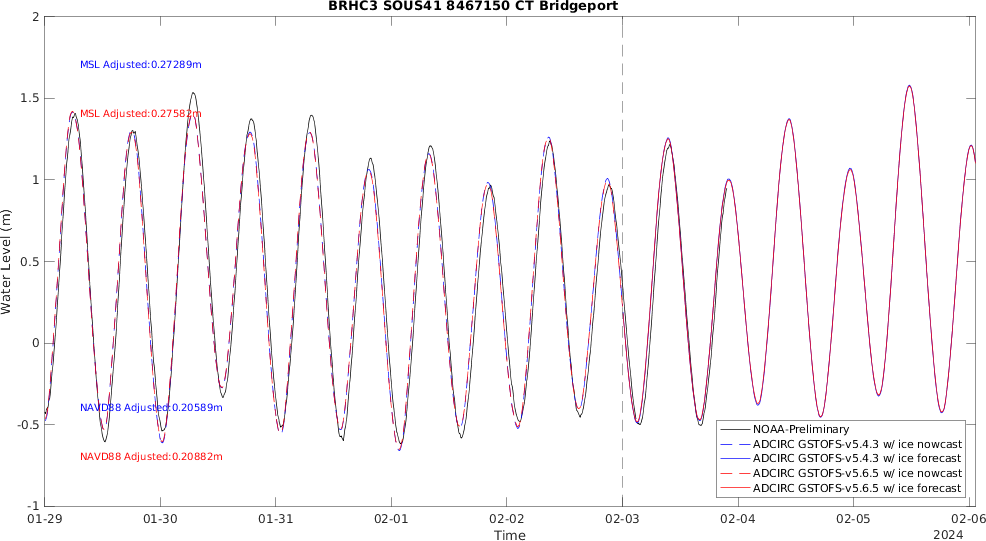 BRHC3 SOUS41 8467150 CT Bridgeport
2
1.5
1
0.5
0
-0.5
-1
Water Level (m)
MSL Adjusted:0.27289m
MSL Adjusted:0.27582m
NAVD88 Adjusted:0.20589m
NAVD88 Adjusted:0.20882m
NOAA-Preliminary
ADCIRC GSTOFS-v5.4.3 w/ ice nowcast
ADCIRC GSTOFS-v5.4.3 w/ ice forecast
ADCIRC GSTOFS-v5.6.5 w/ ice nowcast
ADCIRC GSTOFS-v5.6.5 w/ ice forecast
01-29 01-30 01-31 02-01 02-02 02-03 02-04 02-05 02-06
Time
2024